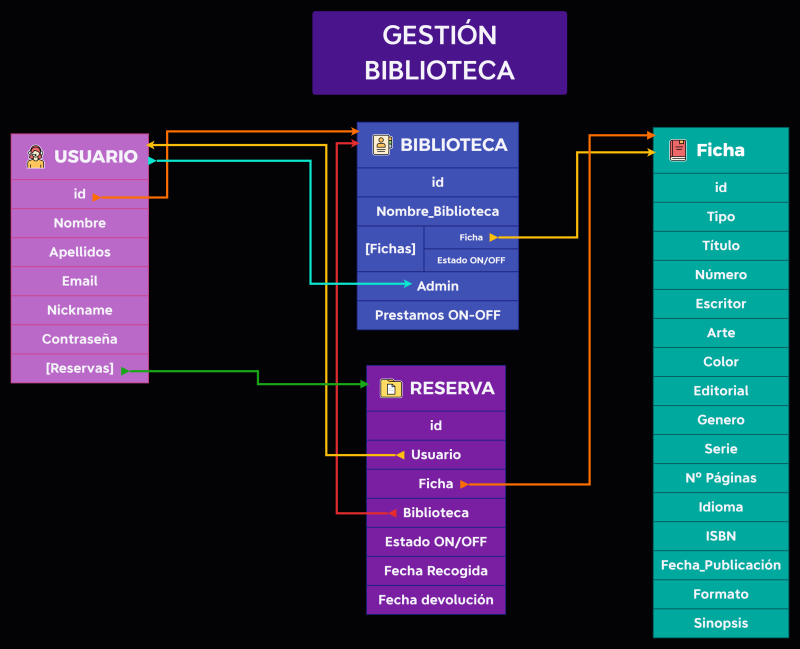 GESTIÓN
BIBLIOTECA
USUARIO
id
Nombre
Apellidos
Email
Nickname
Contraseña
[Reservas]
BIBLIOTECA
id
Nombre_Biblioteca
[Fichas]
Ficha
Estado ON/OFF
Admin
Prestamos ON-OFF
RESERVA
id
Usuario
Ficha
Biblioteca
Estado ON/OFF
Fecha Recogida
Fecha devolución
Ficha
id
Tipo
Título
Número
Escritor
Arte
Color
Editorial
Genero
Serie
Nº Páginas
Idioma
ISBN
Fecha_Publicación
Formato
Sinopsis